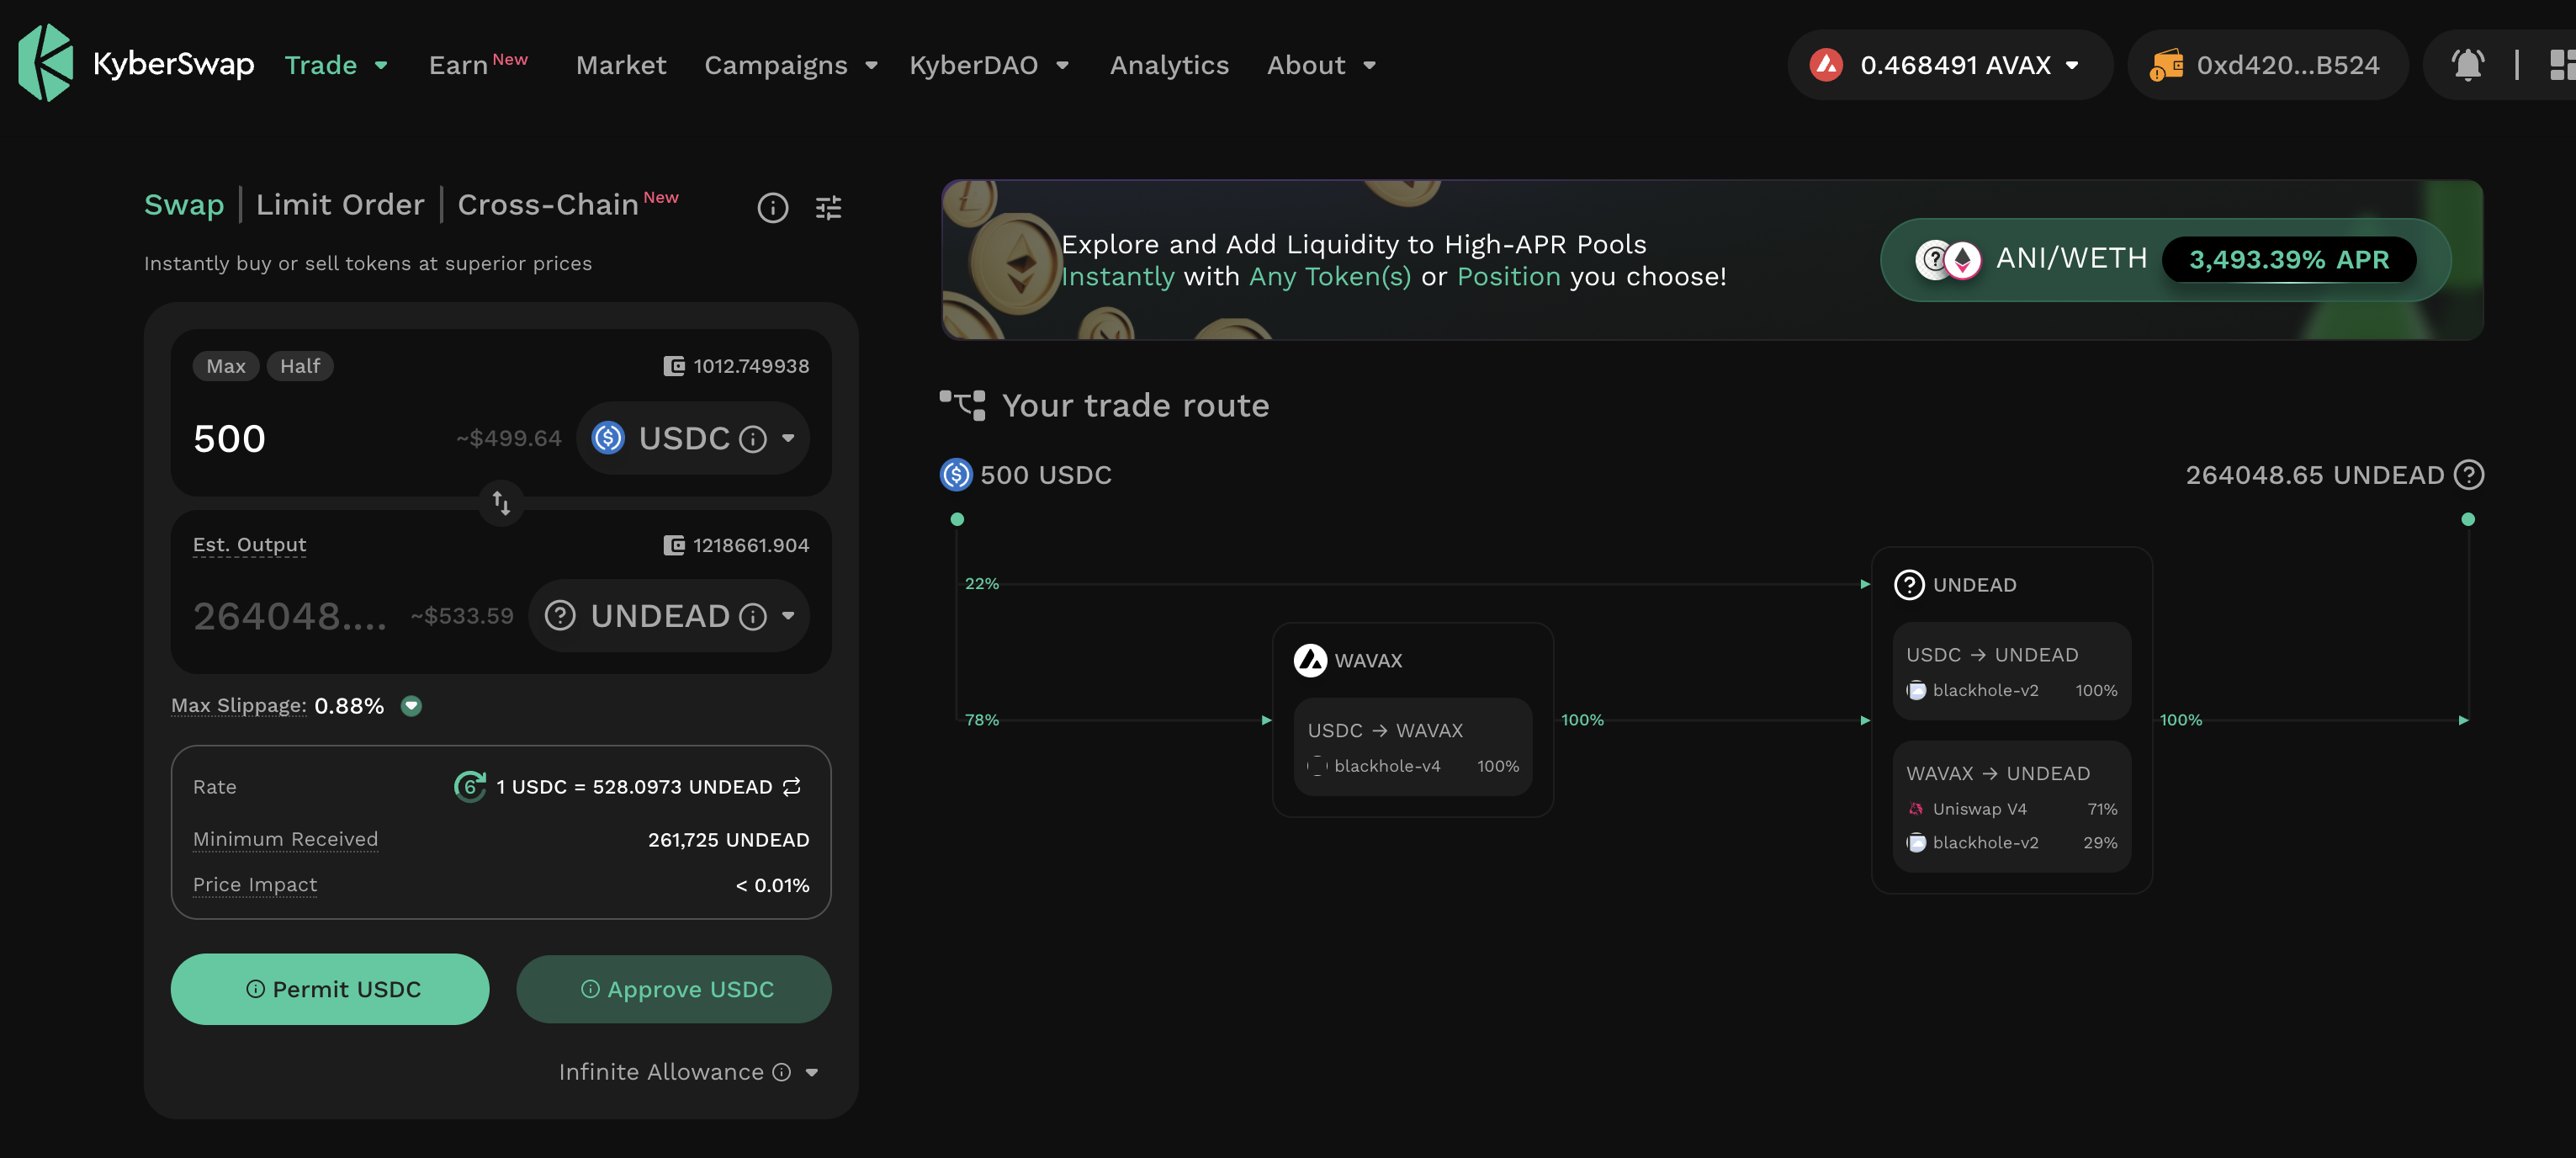 KyberSwap Trade Earn New Market Campaigns KyberDAO Analytics About 0.468491 AVAX 0xd420...B524
Swap | Limit Order | Cross-Chain New
Instantly buy or sell tokens at superior prices
Max Half 1012.749938
500 ~$499.64 USDC
Est. Output 1218661.904
264048.... ~$533.59 UNDEAD
Max Slippage: 0.88%
Rate 6 1 USDC = 528.0973 UNDEAD
Minimum Received 261,725 UNDEAD
Price Impact < 0.01%
Permit USDC Approve USDC
Infinite Allowance
Explore and Add Liquidity to High-APR Pools
Instantly with Any Token(s) or Position you choose!
ANI/WETH 3,493.39% APR
Your trade route
500 USDC 264048.65 UNDEAD
22%
78%
WAVAX
USDC → WAVAX
blackhole-v4 100%
100%
UNDEAD
USDC → UNDEAD
blackhole-v2 100%
WAVAX → UNDEAD
Uniswap V4 71%
blackhole-v2 29%
100%